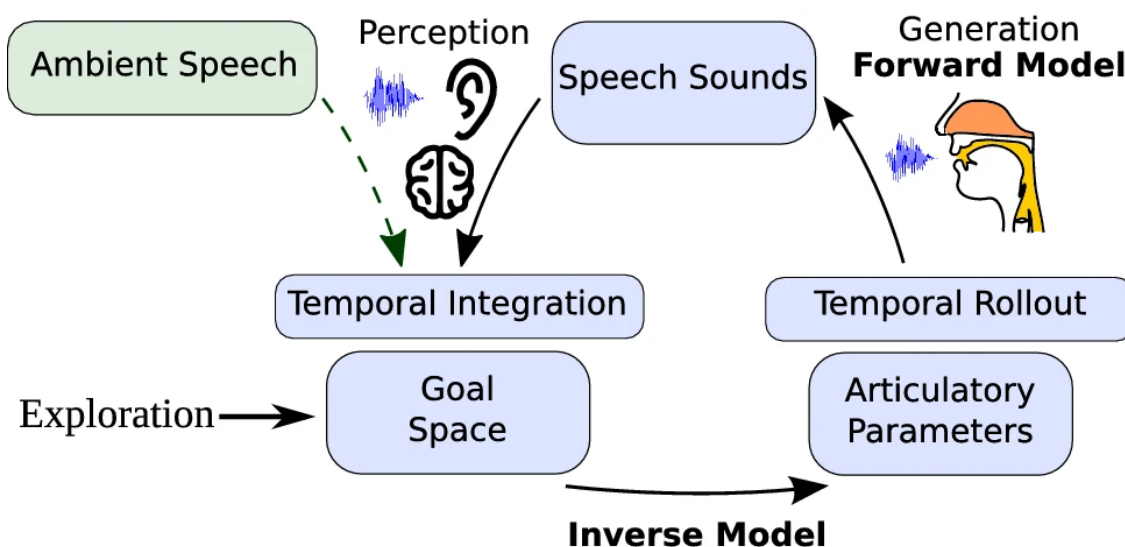 Ambient Speech
Perception
Speech Sounds
Generation
Forward Model
Temporal Integration
Temporal Rollout
Exploration
Goal
Space
Articulatory
Parameters
Inverse Model